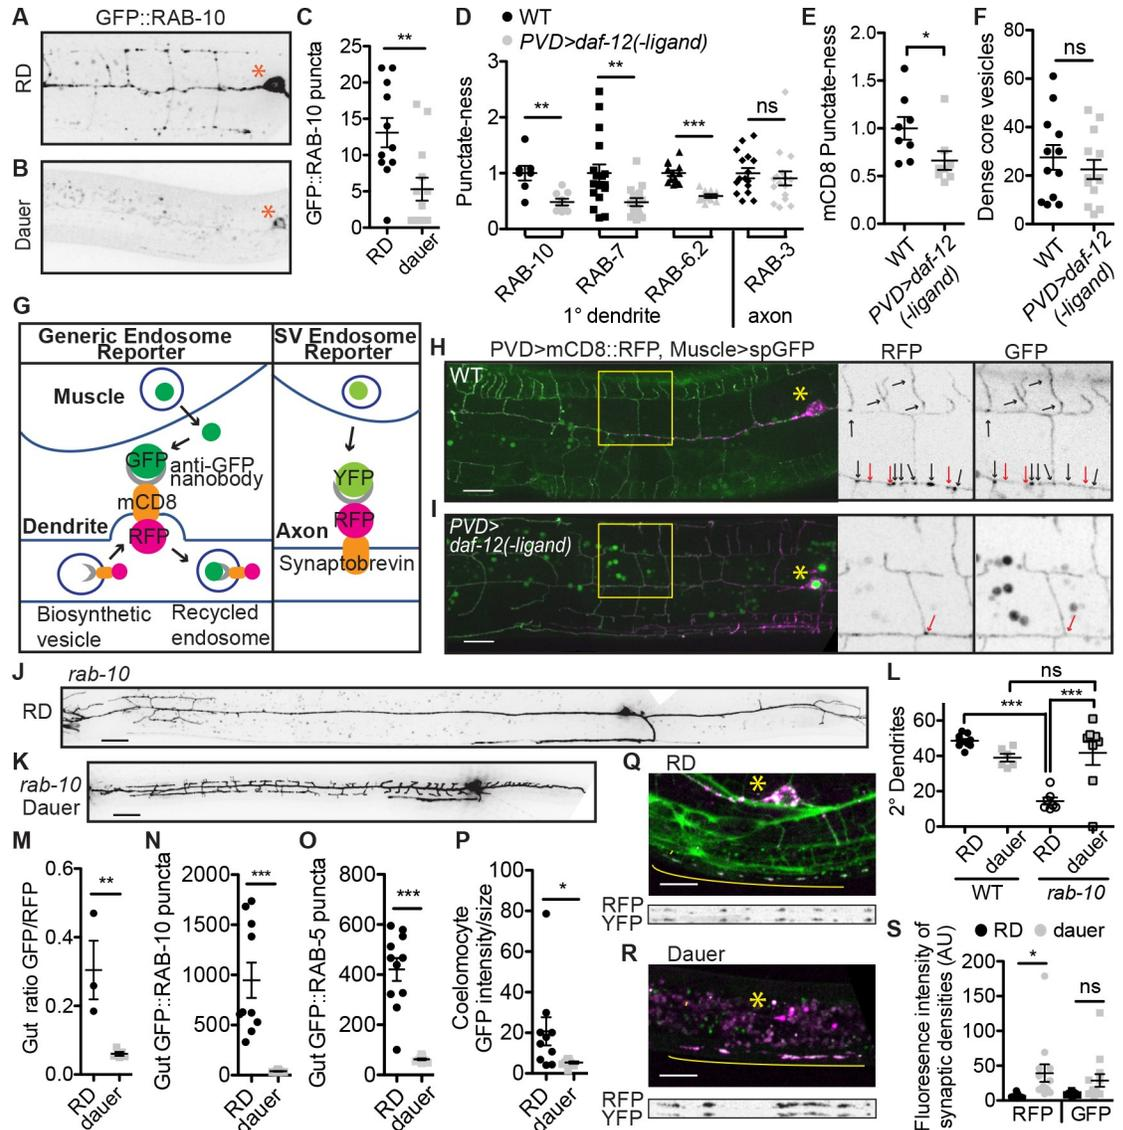 A
GFP::RAB-10
RD
*
B
Dauer
*
C
GFP::RAB-10 puncta
25
20
15
10
5
0
**
RD
dauer
D
WT
PVD>daf-12(-ligand)
Punctate-ness
3
2
1
0
**
**
***
ns
RAB-10
RAB-7
RAB-6.2
RAB-3
1° dendrite
axon
E
mCD8 Punctate-ness
2.0
1.5
1.0
0.5
0.0
*
WT
PVD>daf-12
(-ligand)
F
Dense core vesicles
80
60
40
20
0
ns
WT
PVD>daf-12
(-ligand)
G
Generic Endosome
Reporter
SV Endosome
Reporter
Muscle
GFP
anti-GFP
nanobody
mCD8
Dendrite
RFP
Biosynthetic
vesicle
Recycled
endosome
YFP
RFP
Axon
Synaptobrevin
H
PVD>mCD8::RFP, Muscle>spGFP
RFP
GFP
WT
*
I
PVD>
daf-12(-ligand)
*
J
rab-10
RD
K
rab-10
Dauer
L
2° Dendrites
60
40
20
0
ns
***
***
RD
dauer
RD
dauer
WT
rab-10
M
Gut ratio GFP/RFP
0.6
0.4
0.2
0.0
**
RD
dauer
N
Gut GFP::RAB-10 puncta
2000
1500
1000
500
0
***
RD
dauer
O
Gut GFP::RAB-5 puncta
800
600
400
200
0
***
RD
dauer
P
Coelomocyte
GFP intensity/size
100
80
60
40
20
0
*
RD
dauer
Q
RD
*
RFP
YFP
R
Dauer
*
RFP
YFP
S
RD
dauer
Fluorescence intensity of
synaptic densities (AU)
200
150
100
50
0
*
ns
RFP
GFP